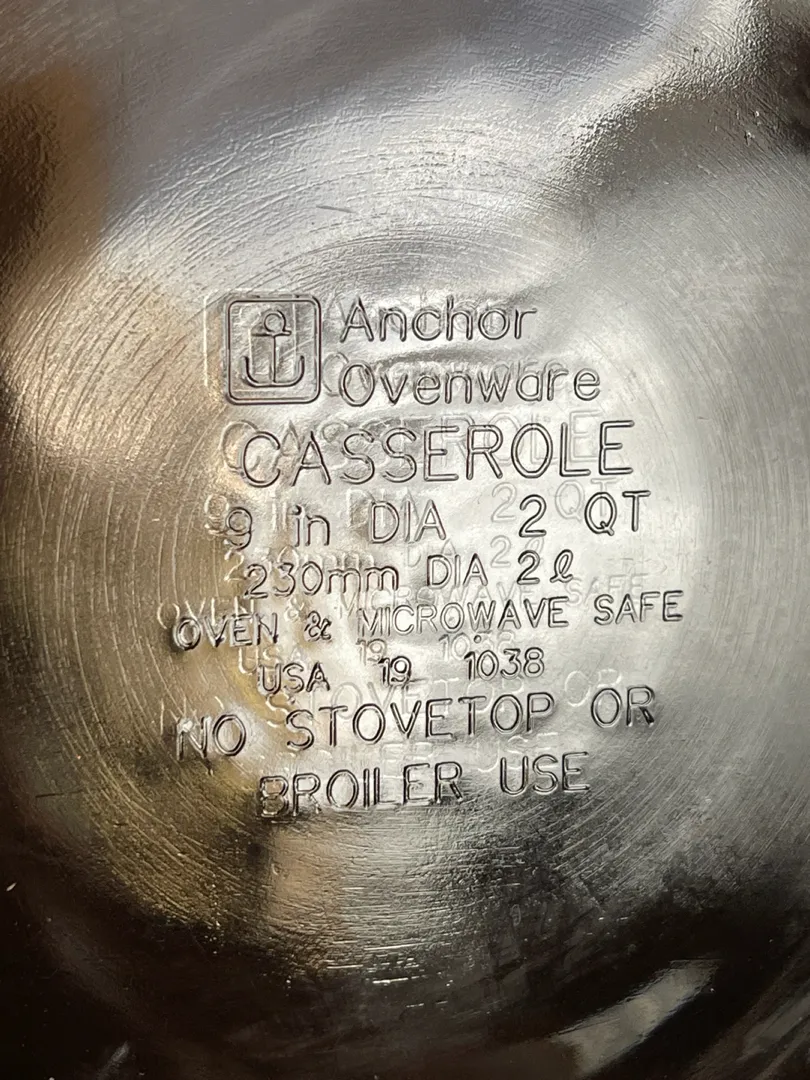 Anchor
Ovenware
CASSEROLE
9 in DIA 2 QT
230mm DIA 2ℓ
OVEN & MICROWAVE SAFE
USA 19 1038
NO STOVETOP OR
BROILER USE